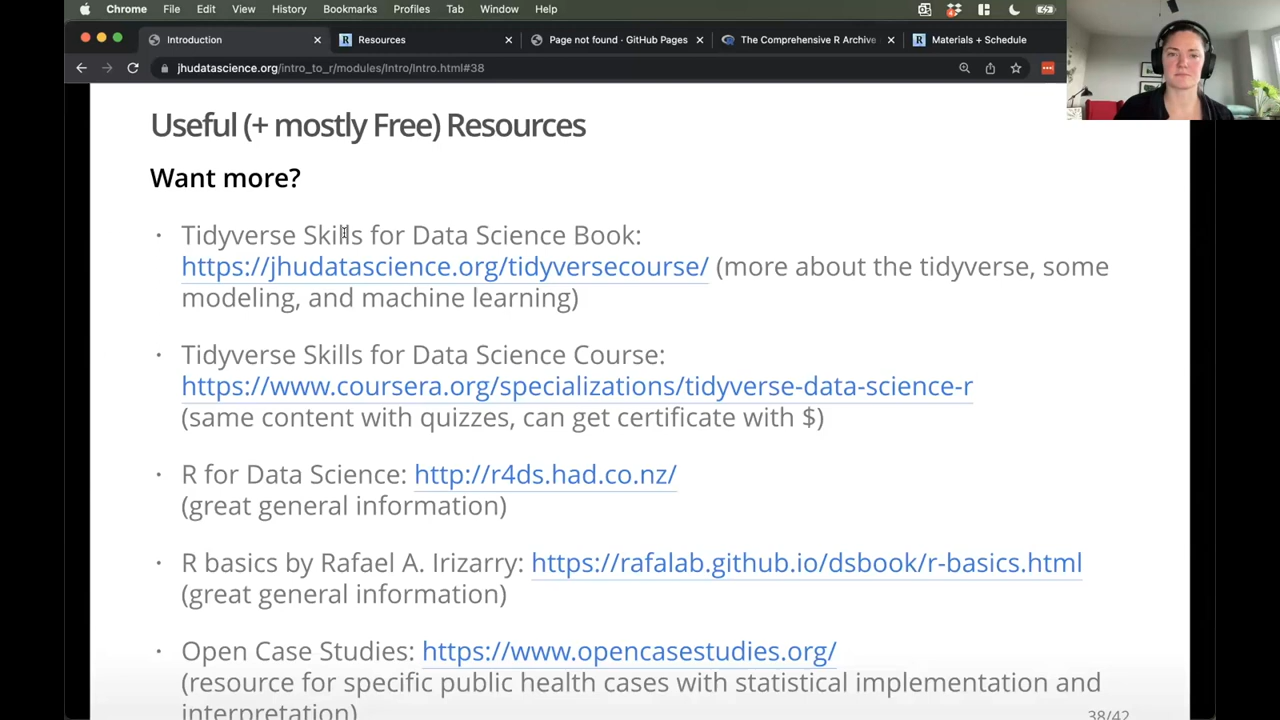 Chrome File Edit View History Bookmarks Profiles Tab Window Help
Introduction Resources Page not found · GitHub Pages The Comprehensive R Archive Materials + Schedule
jhudatascience.org/intro_to_r/modules/Intro/Intro.html#38
Useful (+ mostly Free) Resources
Want more?
· Tidyverse Skills for Data Science Book:
https://jhudatascience.org/tidyversecourse/ (more about the tidyverse, some
modeling, and machine learning)
· Tidyverse Skills for Data Science Course:
https://www.coursera.org/specializations/tidyverse-data-science-r
(same content with quizzes, can get certificate with $)
· R for Data Science: http://r4ds.had.co.nz/
(great general information)
· R basics by Rafael A. Irizarry: https://rafalab.github.io/dsbook/r-basics.html
(great general information)
· Open Case Studies: https://www.opencasestudies.org/
(resource for specific public health cases with statistical implementation and
interpretation)
38/42